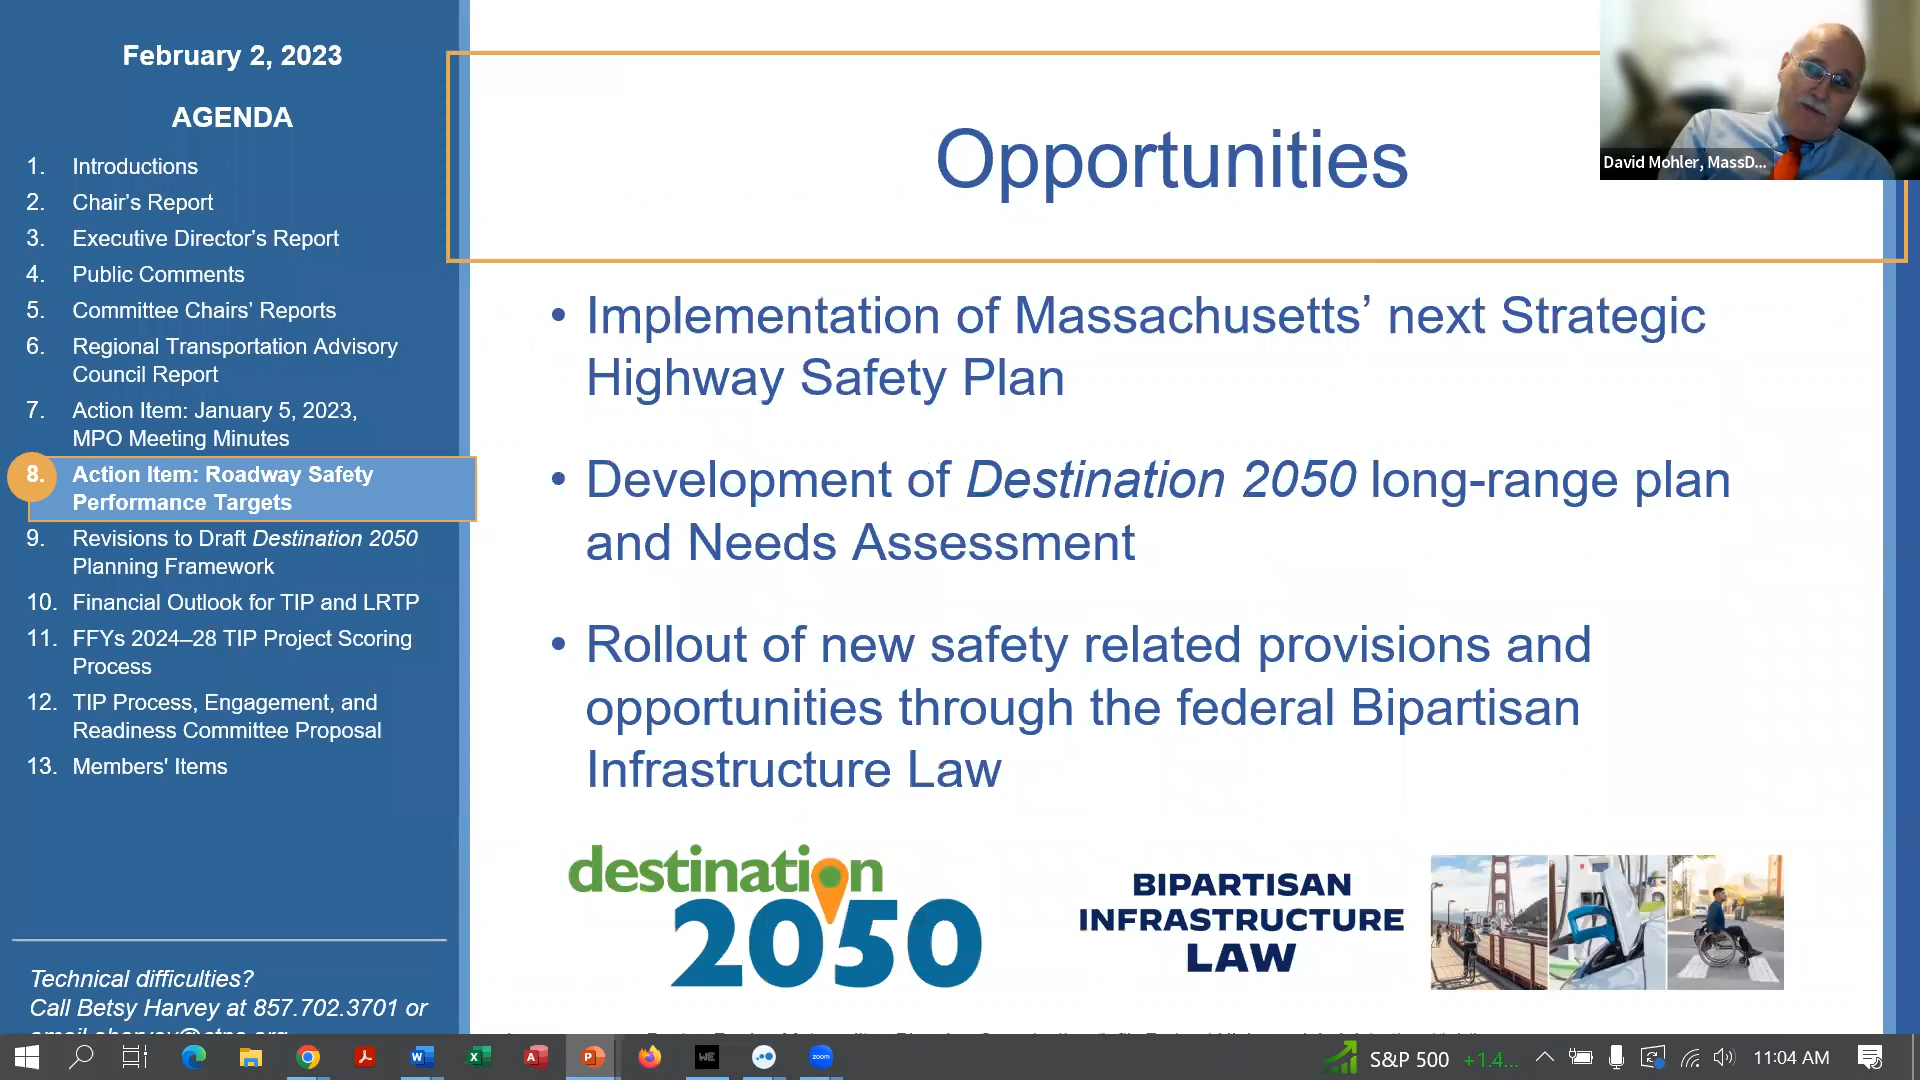 February 2, 2023
AGENDA
1. Introductions
2. Chair’s Report
3. Executive Director’s Report
4. Public Comments
5. Committee Chairs’ Reports
6. Regional Transportation Advisory
Council Report
7. Action Item: January 5, 2023,
MPO Meeting Minutes
8. Action Item: Roadway Safety
Performance Targets
9. Revisions to Draft Destination 2050
Planning Framework
10. Financial Outlook for TIP and LRTP
11. FFYs 2024–28 TIP Project Scoring
Process
12. TIP Process, Engagement, and
Readiness Committee Proposal
13. Members' Items
Technical difficulties?
Call Betsy Harvey at 857.702.3701 or
Opportunities
• Implementation of Massachusetts’ next Strategic
Highway Safety Plan
• Development of Destination 2050 long-range plan
and Needs Assessment
• Rollout of new safety related provisions and
opportunities through the federal Bipartisan
Infrastructure Law
destination
2050
BIPARTISAN
INFRASTRUCTURE
LAW
David Mohler, MassD...
WE
zoom
S&P 500 +1.4...
11:04 AM